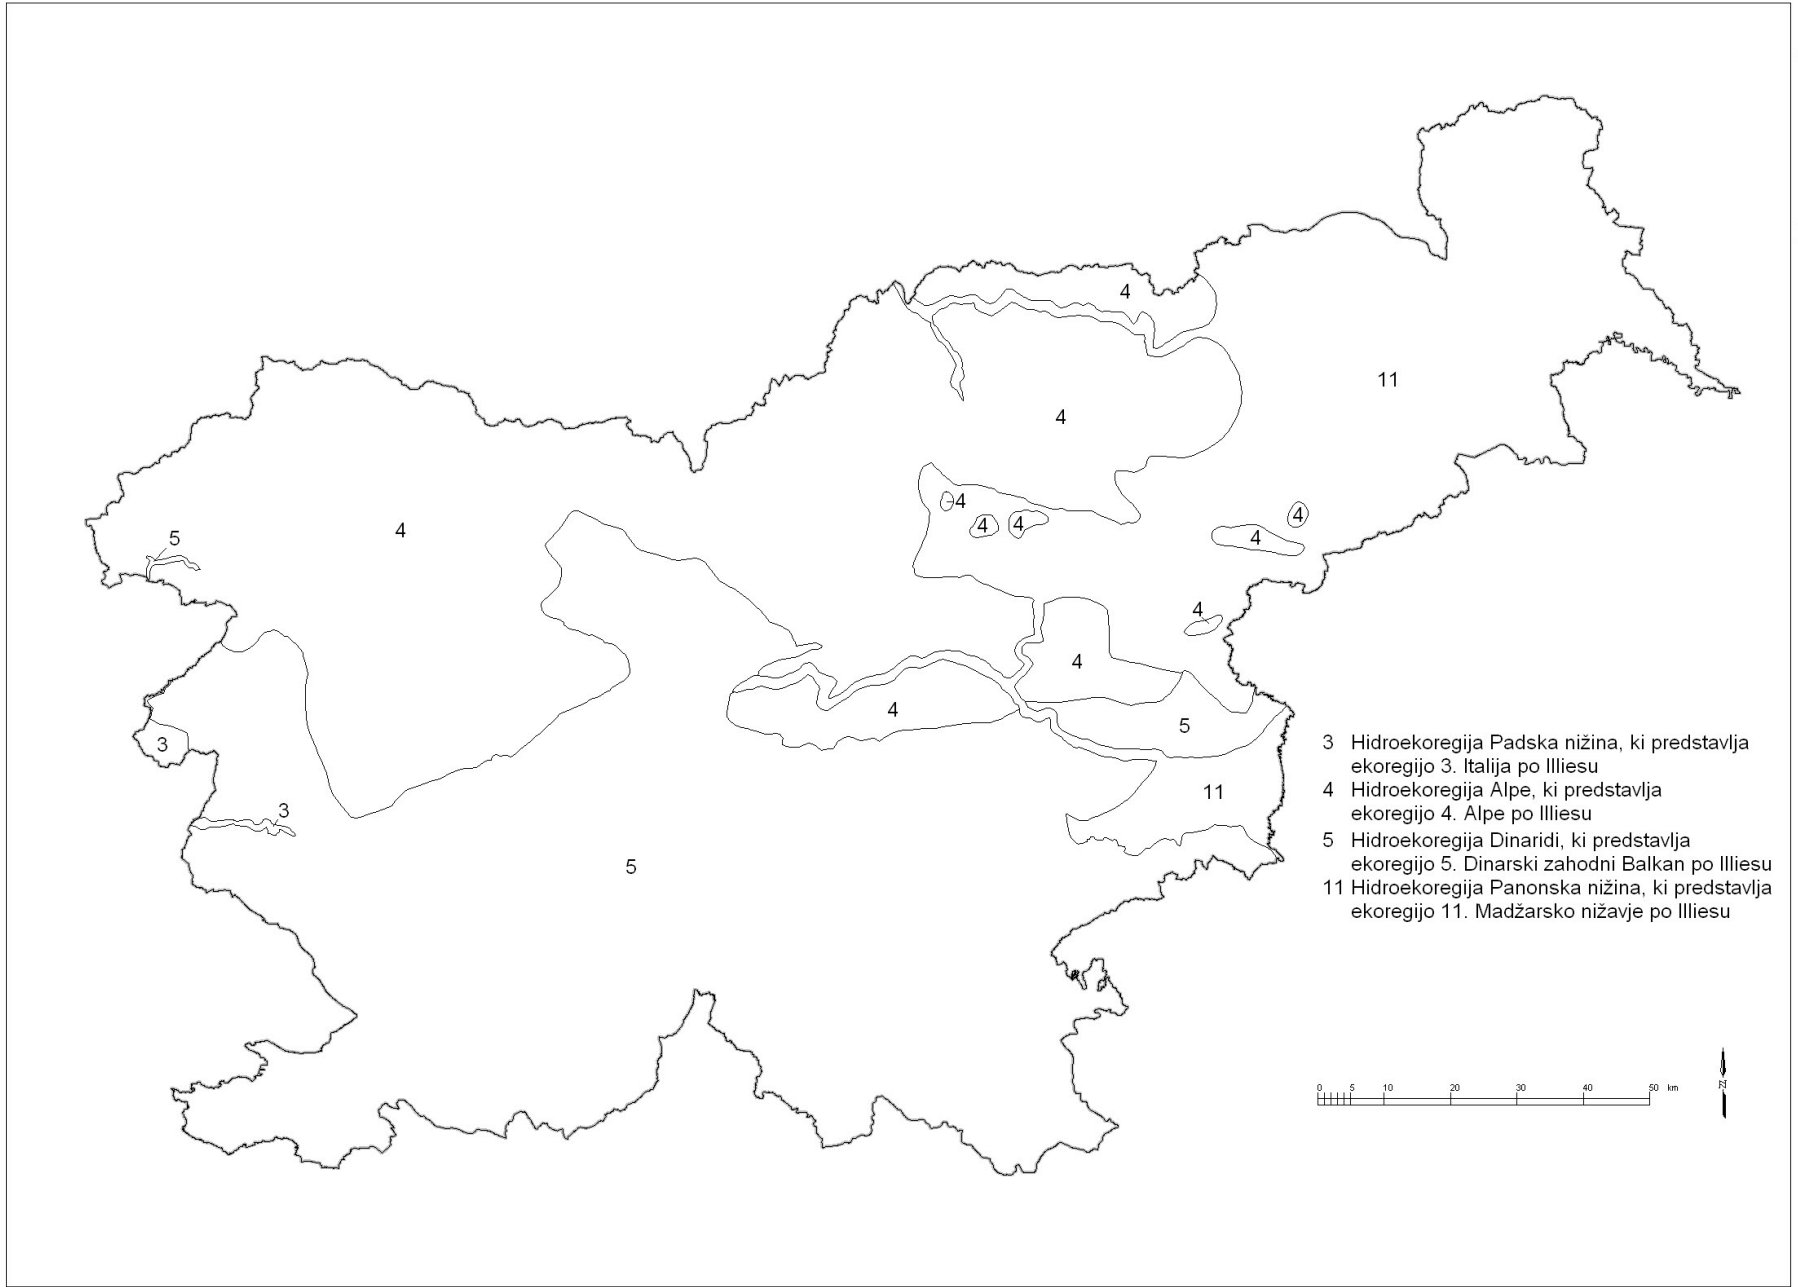 4
11
4
4
4
4
4
4
4
5
4
4
4
4
5
3
3
11
5
3 Hidroekoregija Padska nižina, ki predstavlja
ekoregijo 3. Italija po Illiesu
4 Hidroekoregija Alpe, ki predstavlja
ekoregijo 4. Alpe po Illiesu
5 Hidroekoregija Dinaridi, ki predstavlja
ekoregijo 5. Dinarski zahodni Balkan po Illiesu
11 Hidroekoregija Panonska nižina, ki predstavlja
ekoregijo 11. Madžarsko nižavje po Illiesu
0 5 10 20 30 40 50 km
N